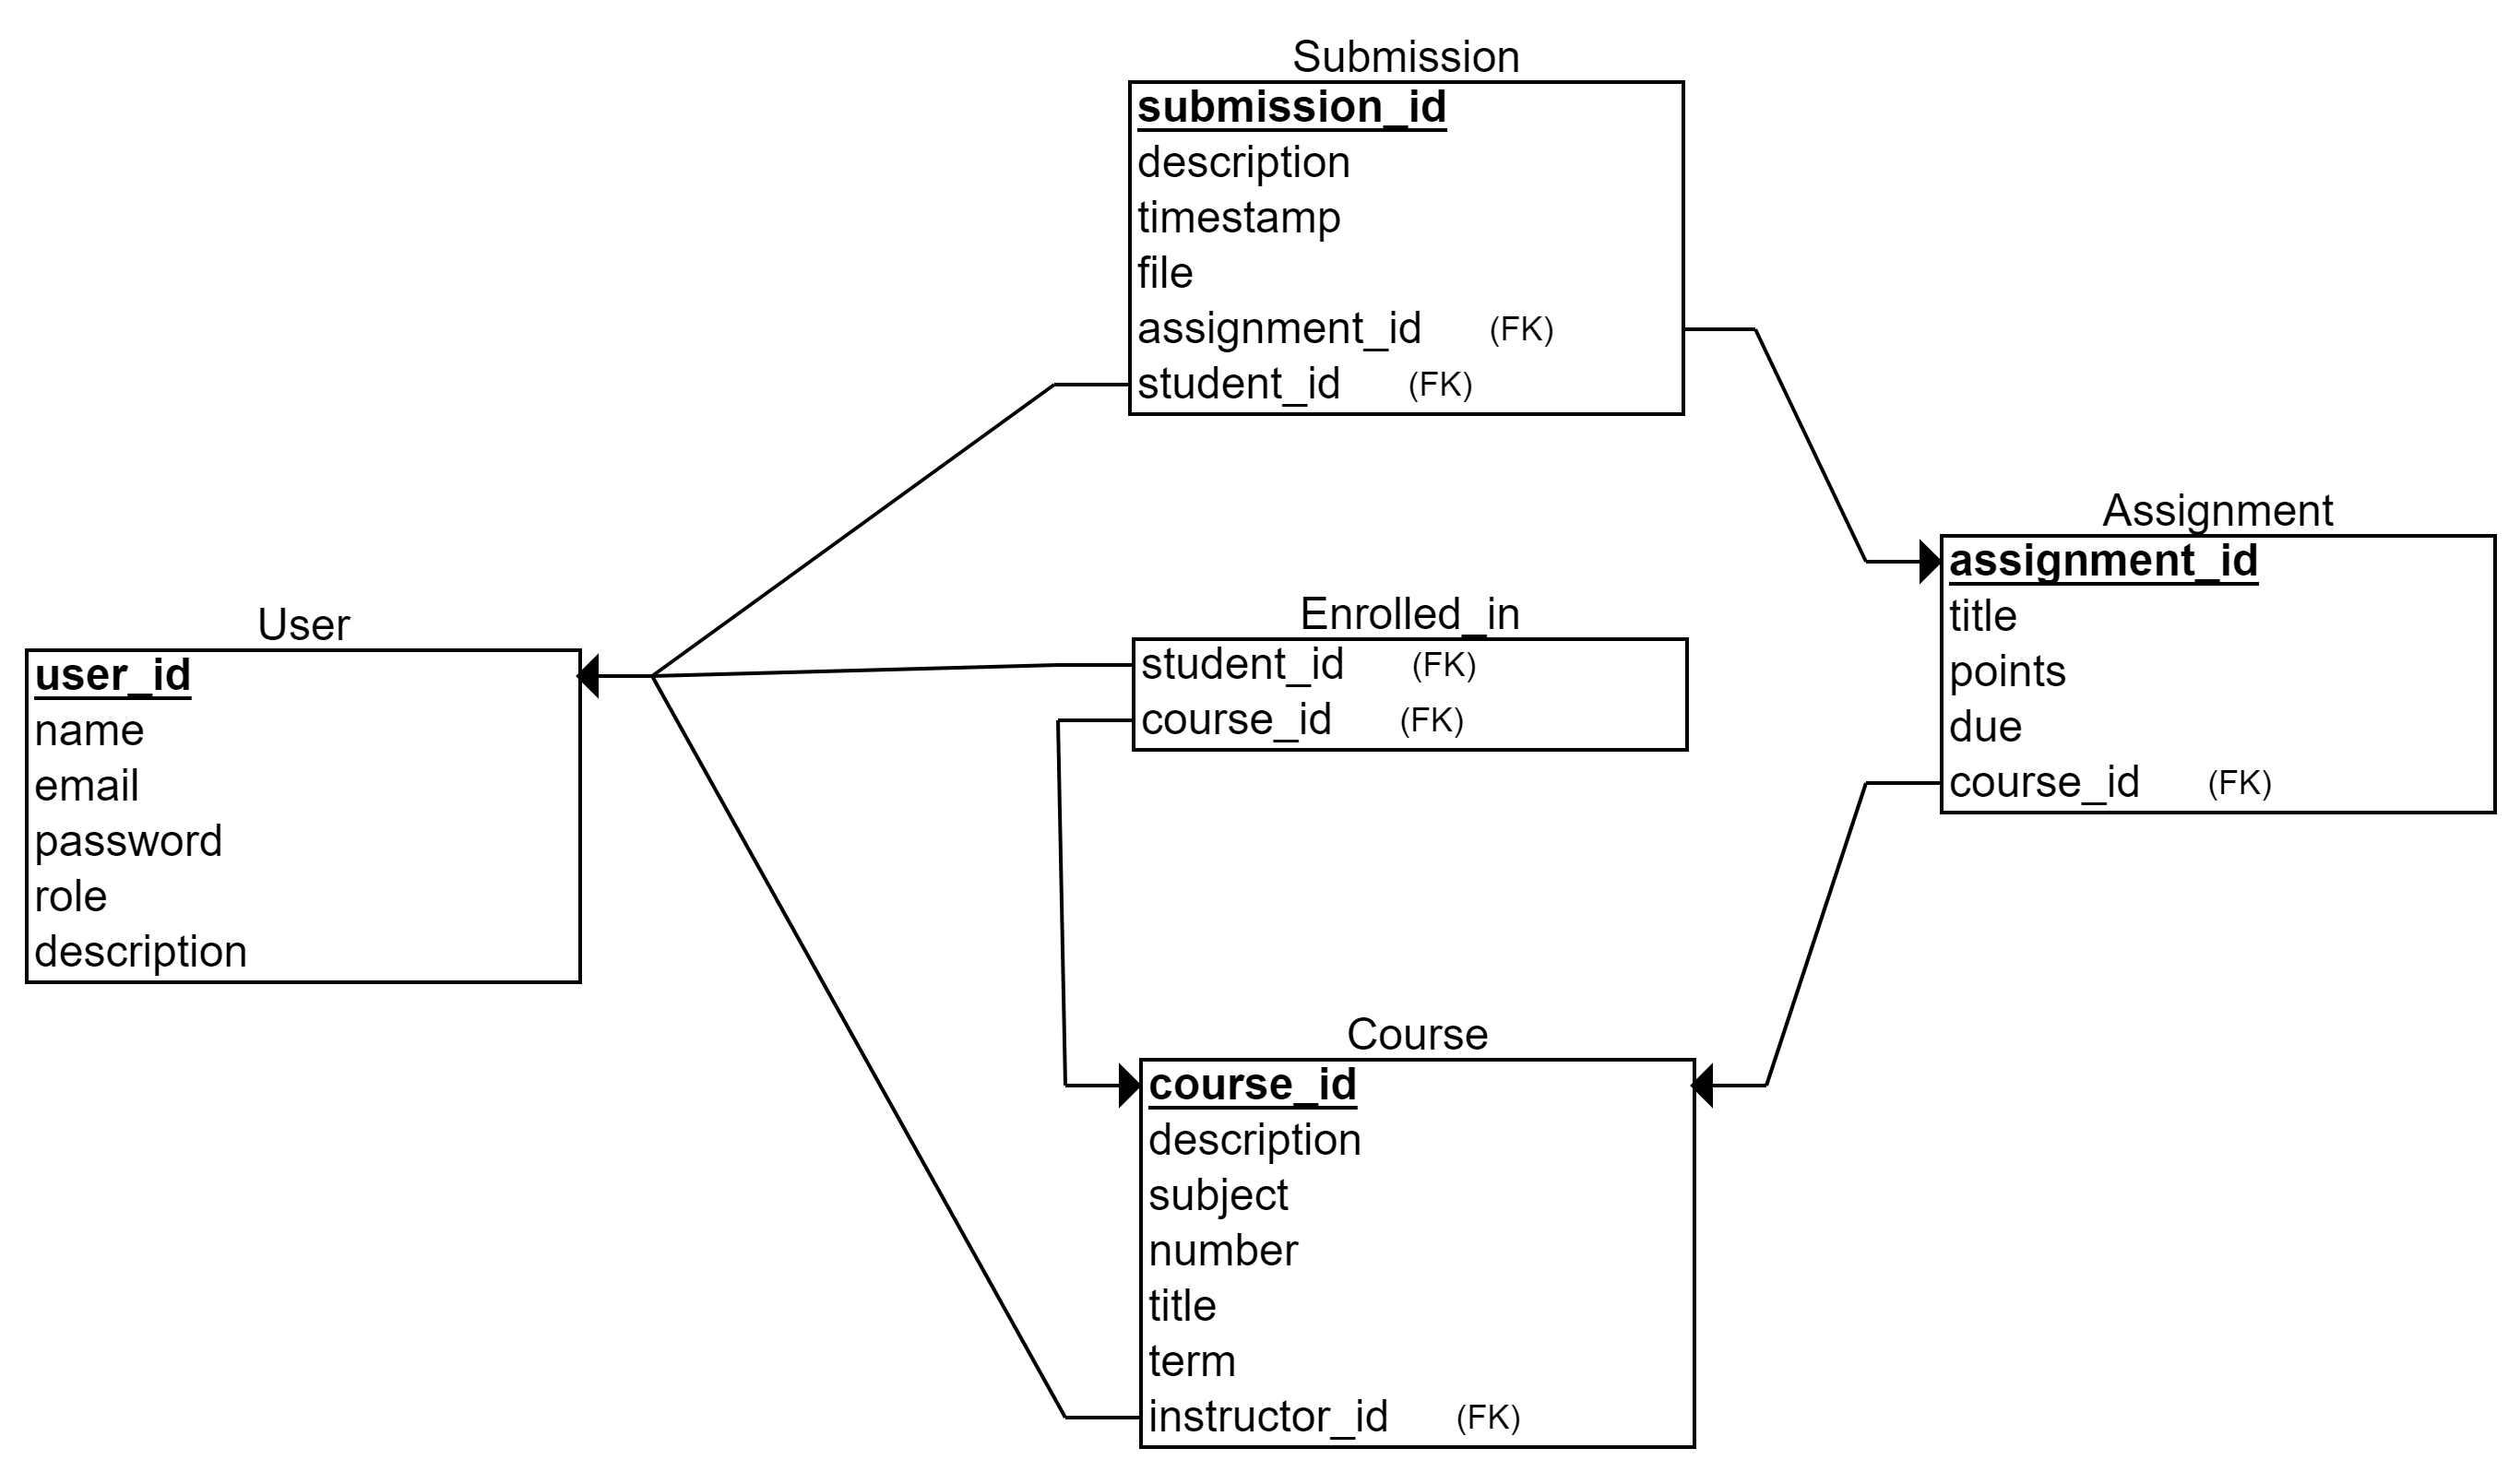 Submission
submission_id
description
timestamp
file
assignment_id (FK)
student_id (FK)
Assignment
assignment_id
title
points
due
course_id (FK)
Enrolled_in
student_id (FK)
course_id (FK)
User
user_id
name
email
password
role
description
Course
course_id
description
subject
number
title
term
instructor_id (FK)